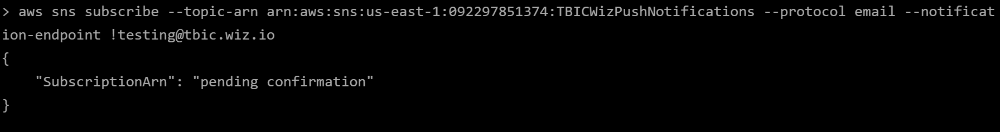 > aws sns subscribe --topic-arn arn:aws:sns:us-east-1:092297851374:TBICWizPushNotifications --protocol email --notificat
ion-endpoint !testing@tbic.wiz.io
{
    "SubscriptionArn": "pending confirmation"
}